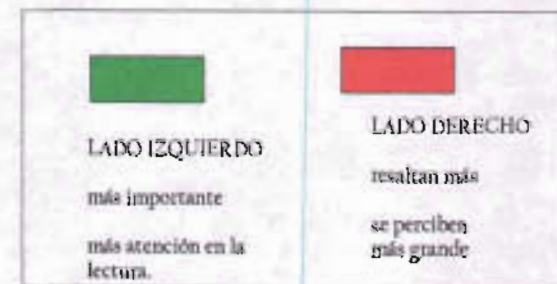 LADO IZQUIERDO
más importante
más atención en la
lectura.
LADO DERECHO
resaltan más
se perciben
más grande